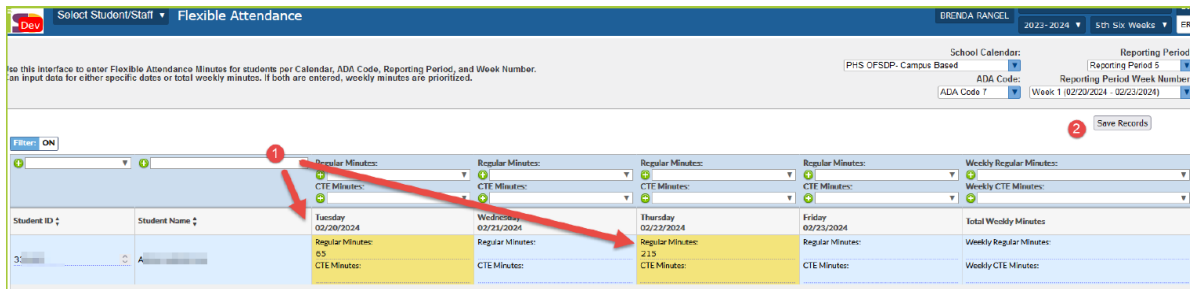 Dev
Select Student/Staff ▼ Flexible Attendance
BRENDA RANGEL
2023-2024 ▼ 5th Six Weeks ▼ ER
School Calendar: Reporting Period
PHS OFSDP- Campus Based Reporting Period 5
se this interface to enter Flexible Attendance Minutes for students per Calendar, ADA Code, Reporting Period, and Week Number.
an input data for either specific dates or total weekly minutes. If both are entered, weekly minutes are prioritized.
ADA Code: Reporting Period Week Number
ADA Code 7 Week 1 (02/20/2024 - 02/23/2024)
2 Save Records
Filter: ON
1
Regular Minutes: Regular Minutes: Regular Minutes: Regular Minutes: Weekly Regular Minutes:
CTE Minutes: CTE Minutes: CTE Minutes: CTE Minutes: Weekly CTE Minutes:
Student ID Student Name Tuesday Wednesday Thursday Friday Total Weekly Minutes
02/20/2024 02/21/2024 02/22/2024 02/23/2024
Regular Minutes: Regular Minutes: Regular Minutes: Regular Minutes: Weekly Regular Minutes:
65 215
33 A
CTE Minutes: CTE Minutes: CTE Minutes: CTE Minutes: Weekly CTE Minutes: